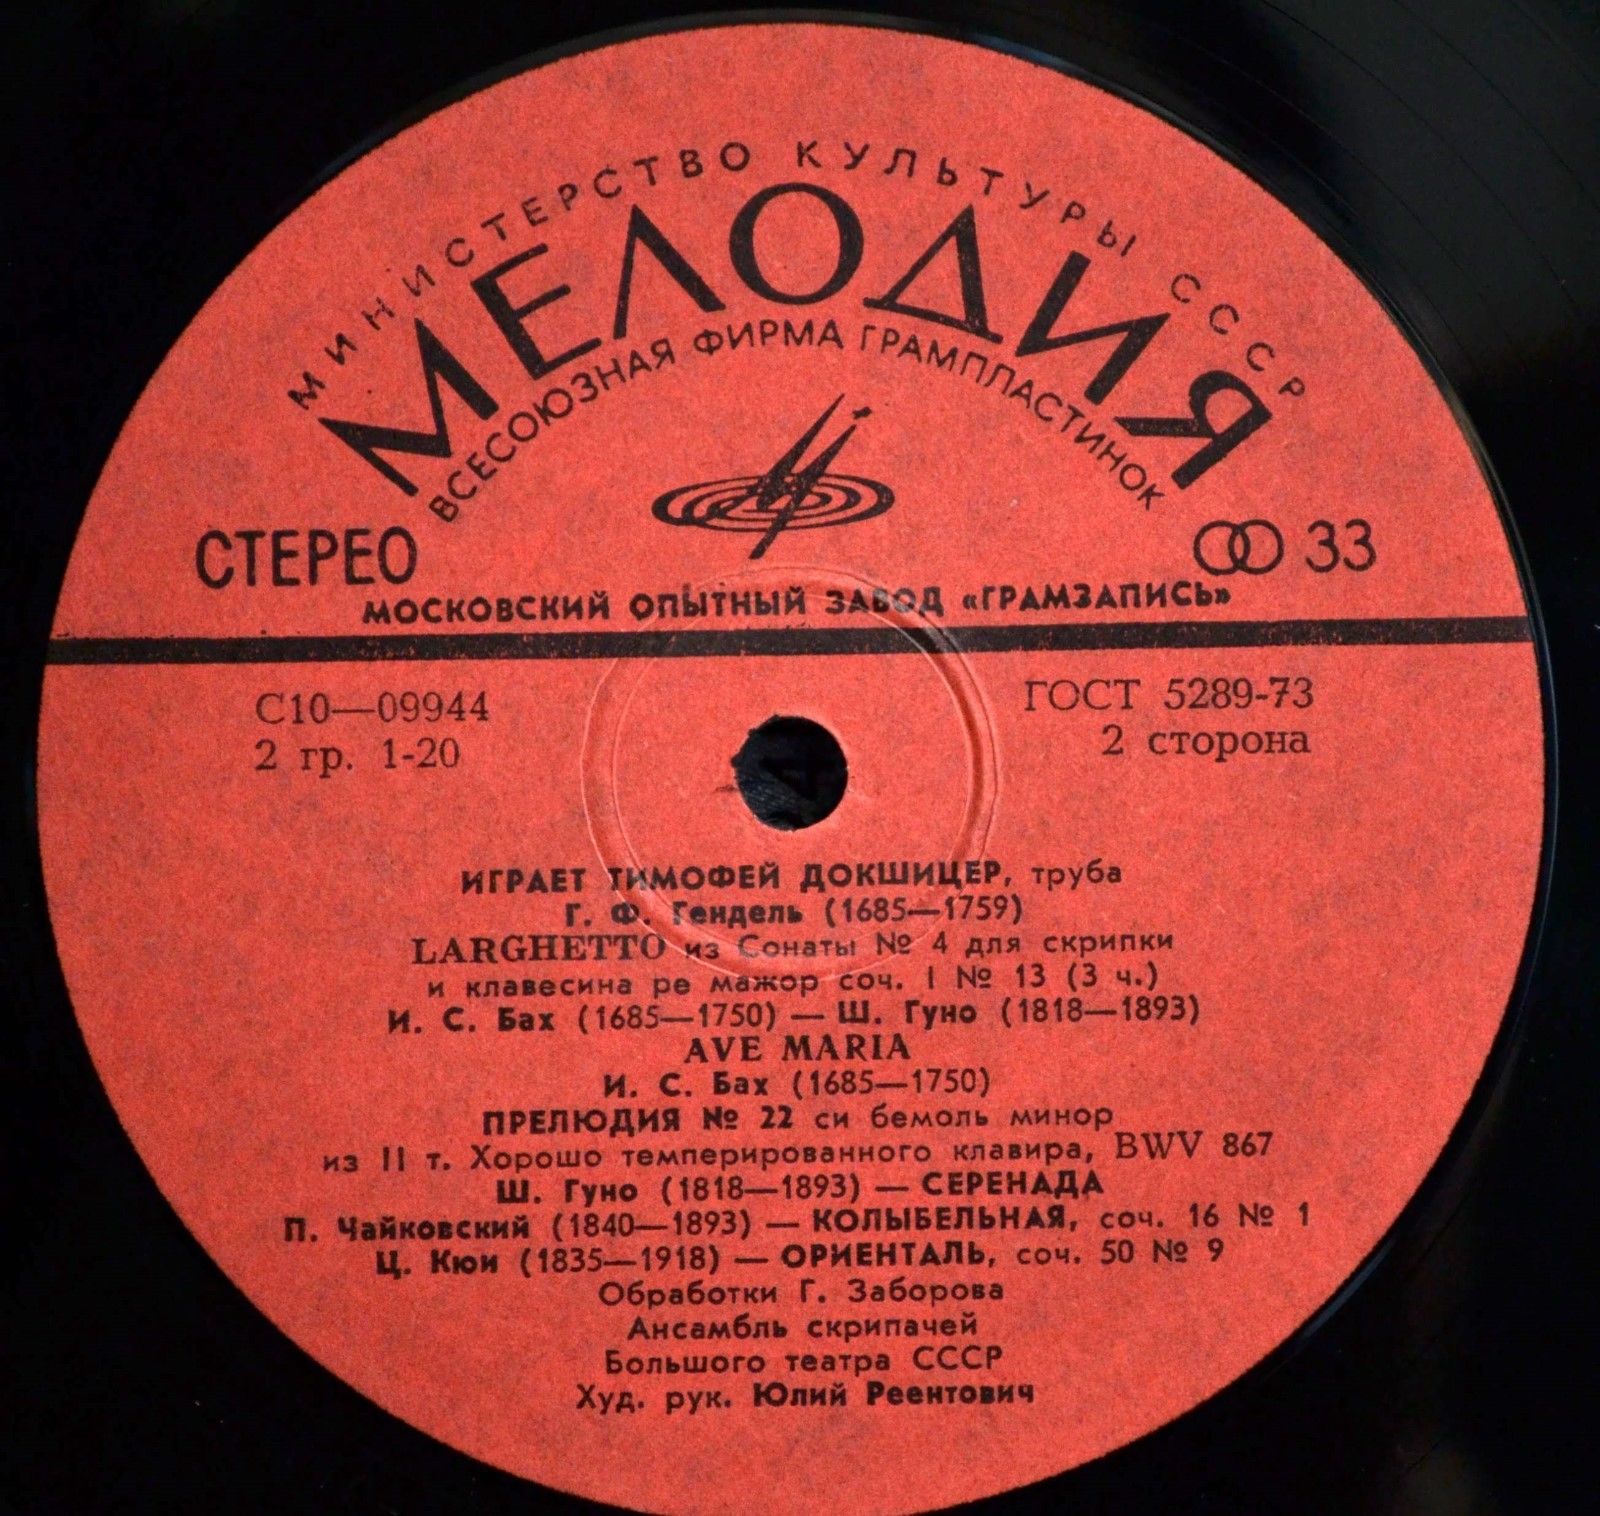 МИНИСТЕРСТВО КУЛЬТУРЫ СССР
МЕЛОДИЯ
ВСЕСОЮЗНАЯ ФИРМА ГРАМПЛАСТИНОК
СТЕРЕО
33
МОСКОВСКИЙ ОПЫТНЫЙ ЗАВОД «ГРАМЗАПИСЬ»
С10—09944
ГОСТ 5289-73
2 гр. 1-20
2 сторона
ИГРАЕТ ТИМОФЕЙ ДОКШИЦЕР, труба
Г. Ф. Гендель (1685—1759)
LARGHETTO из Сонаты № 4 для скрипки
и клавесина ре мажор соч. I № 13 (3 ч.)
И. С. Бах (1685—1750) — Ш. Гуно (1818—1893)
AVE MARIA
И. С. Бах (1685—1750)
ПРЕЛЮДИЯ № 22 си бемоль минор
из II т. Хорошо темперированного клавира, BWV 867
Ш. Гуно (1818—1893) — СЕРЕНАДА
П. Чайковский (1840—1893) — КОЛЫБЕЛЬНАЯ, соч. 16 № 1
Ц. Кюи (1835—1918) — ОРИЕНТАЛЬ, соч. 50 № 9
Обработки Г. Заборова
Ансамбль скрипачей
Большого театра СССР
Худ. рук. Юлий Реентович